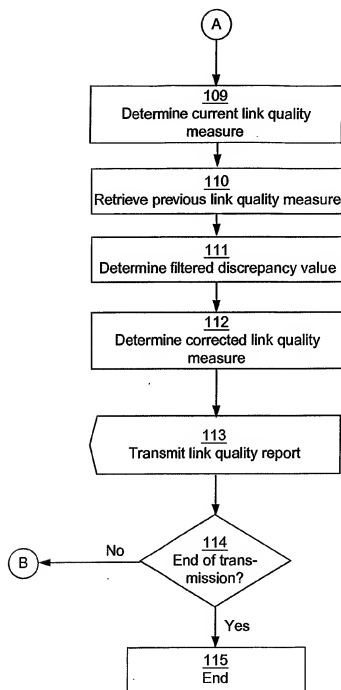 A
109
Determine current link quality
measure
110
Retrieve previous link quality measure
111
Determine filtered discrepancy value
112
Determine corrected link quality
measure
113
Transmit link quality report
114
End of trans-
mission?
No
B
Yes
115
End